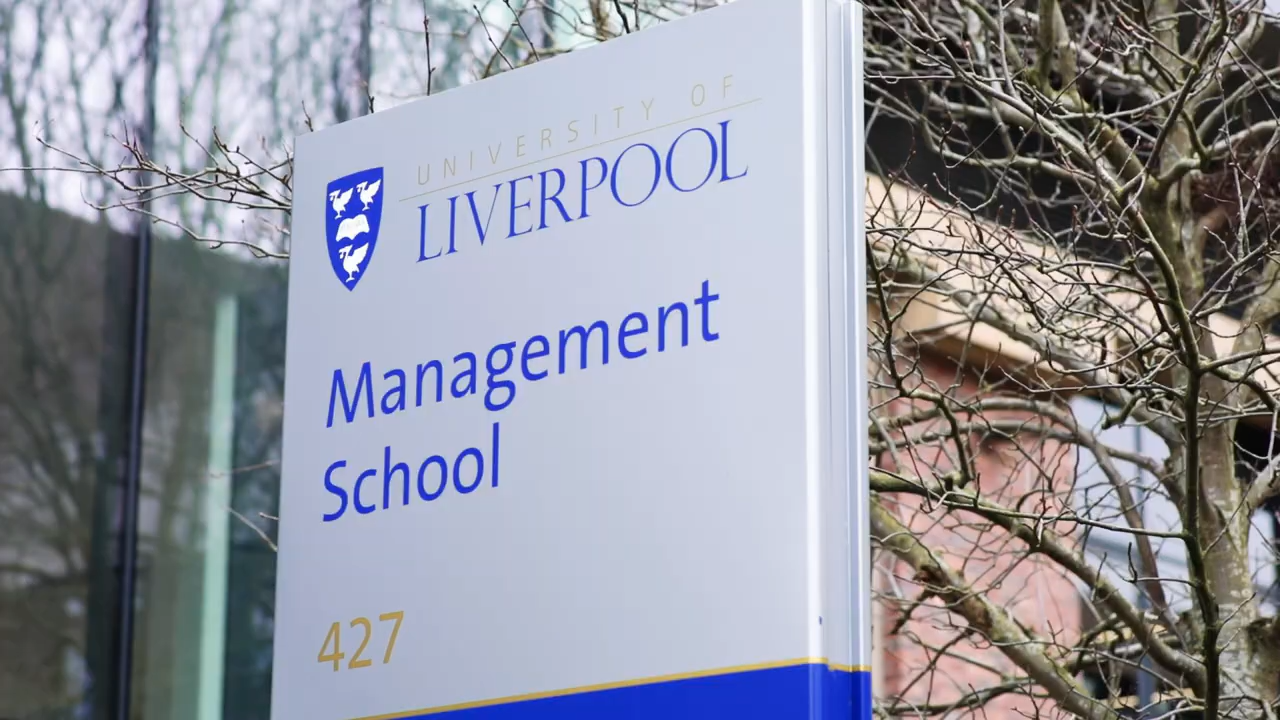 UNIVERSITY OF
LIVERPOOL
Management
School
427